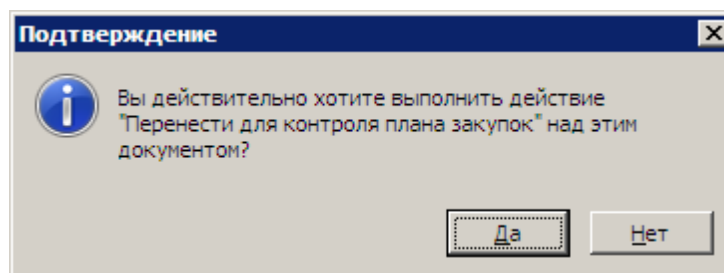 Подтверждение
Вы действительно хотите выполнить действие
"Перенести для контроля плана закупок" над этим
документом?
Да
Нет